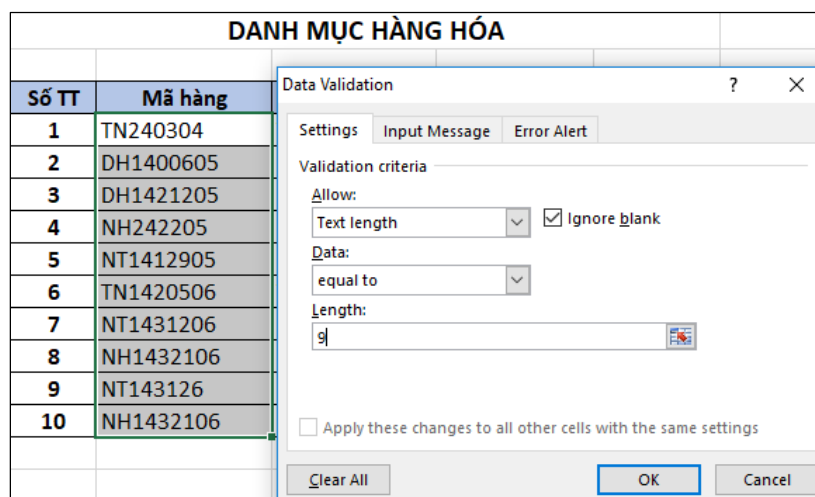 DANH MỤC HÀNG HÓA
Số TT Mã hàng
1 TN240304
2 DH1400605
3 DH1421205
4 NH242205
5 NT1412905
6 TN1420506
7 NT1431206
8 NH1432106
9 NT143126
10 NH1432106
Data Validation ? ×
Settings Input Message Error Alert
Validation criteria
Allow:
Text length Ignore blank
Data:
equal to
Length:
9
Apply these changes to all other cells with the same settings
Clear All OK Cancel